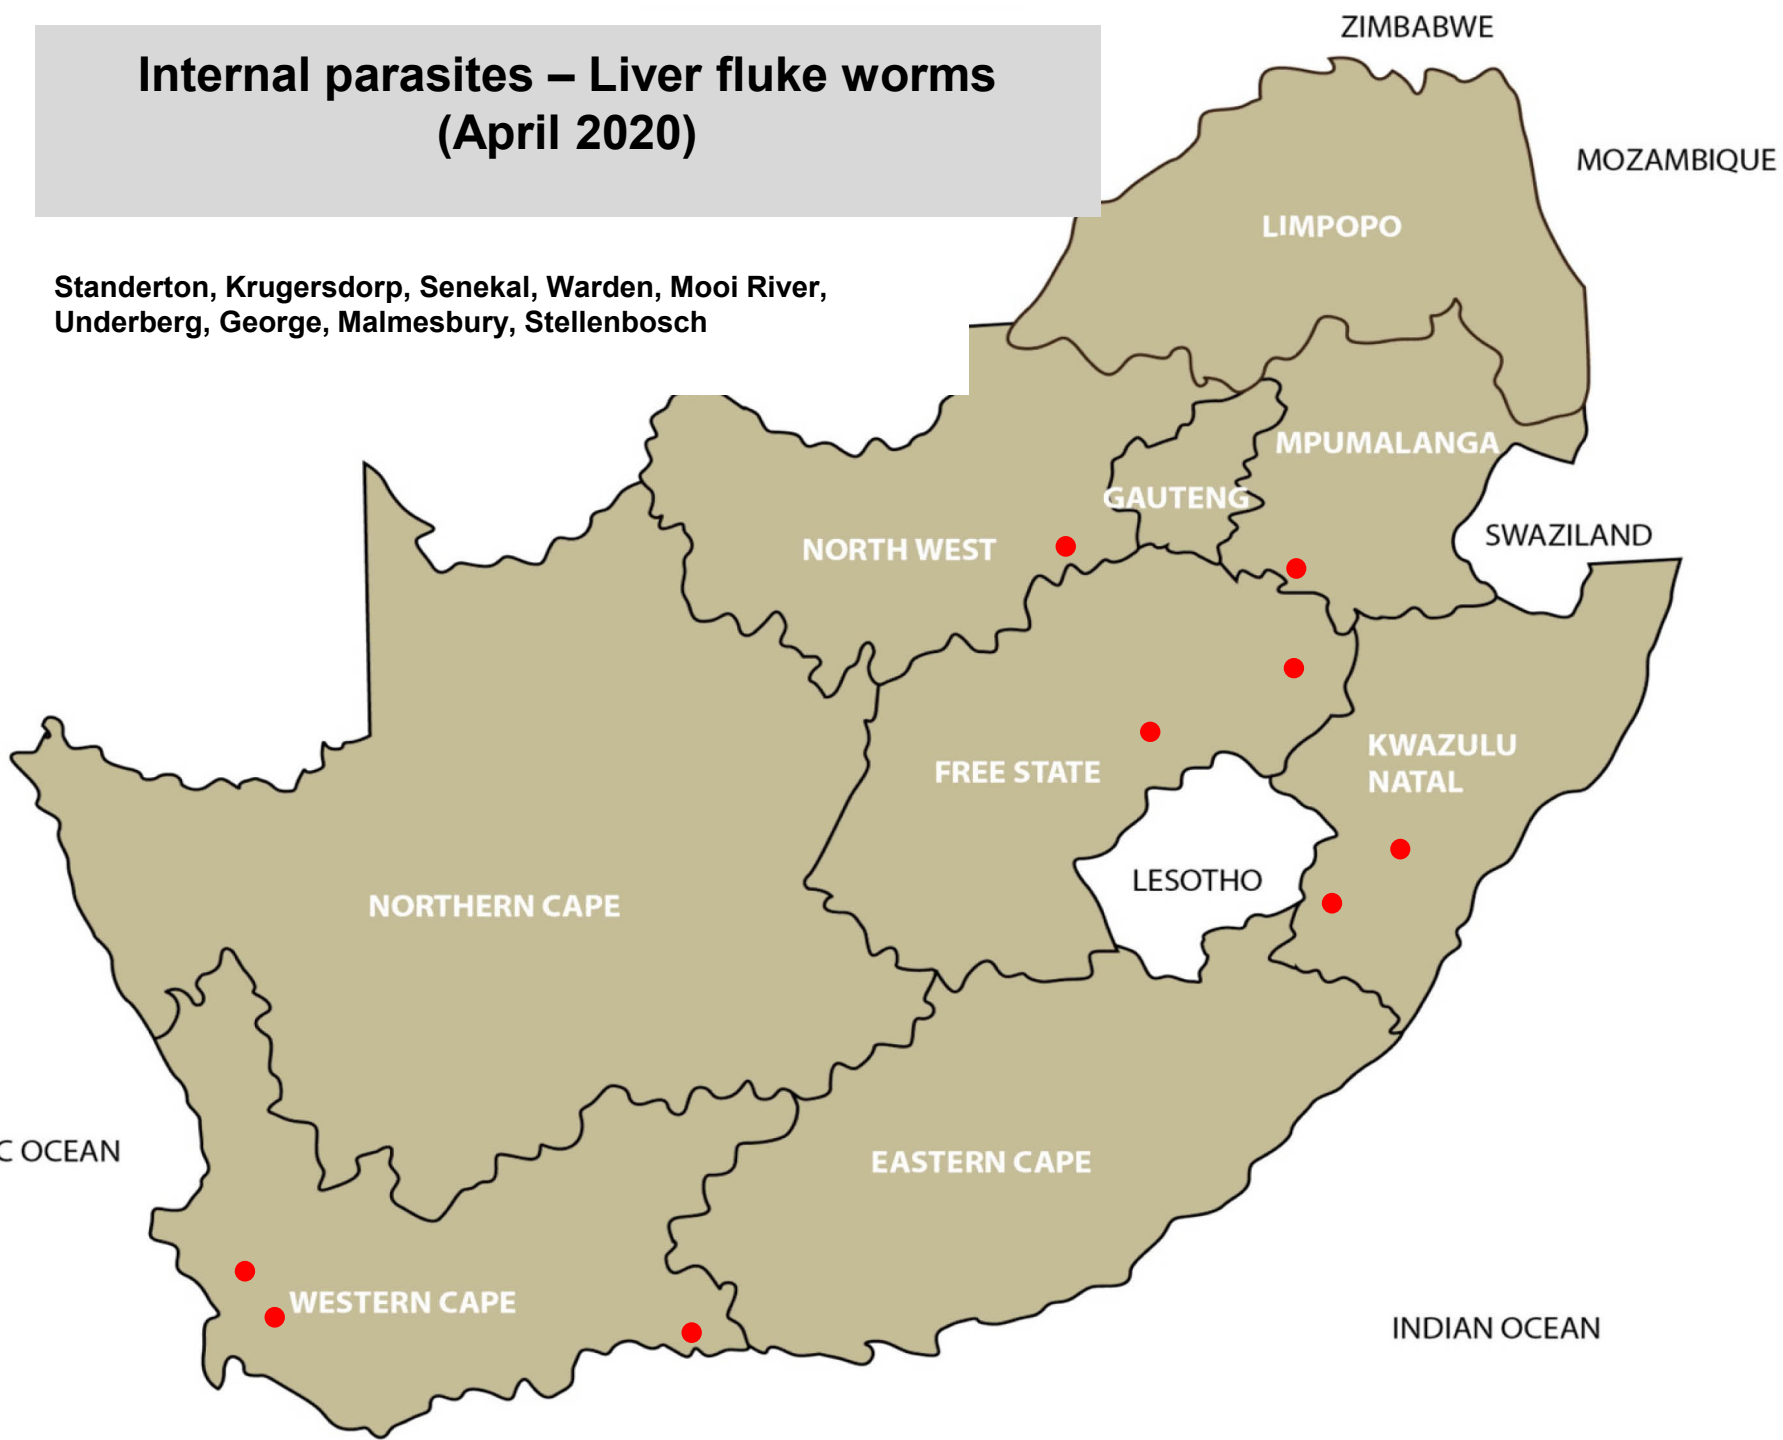 Internal parasites – Liver fluke worms
(April 2020)
Standerton, Krugersdorp, Senekal, Warden, Mooi River,
Underberg, George, Malmesbury, Stellenbosch
ZIMBABWE
MOZAMBIQUE
LIMPOPO
MPUMALANGA
GAUTENG
SWAZILAND
NORTH WEST
KWAZULU
NATAL
FREE STATE
LESOTHO
NORTHERN CAPE
C OCEAN
EASTERN CAPE
WESTERN CAPE
INDIAN OCEAN